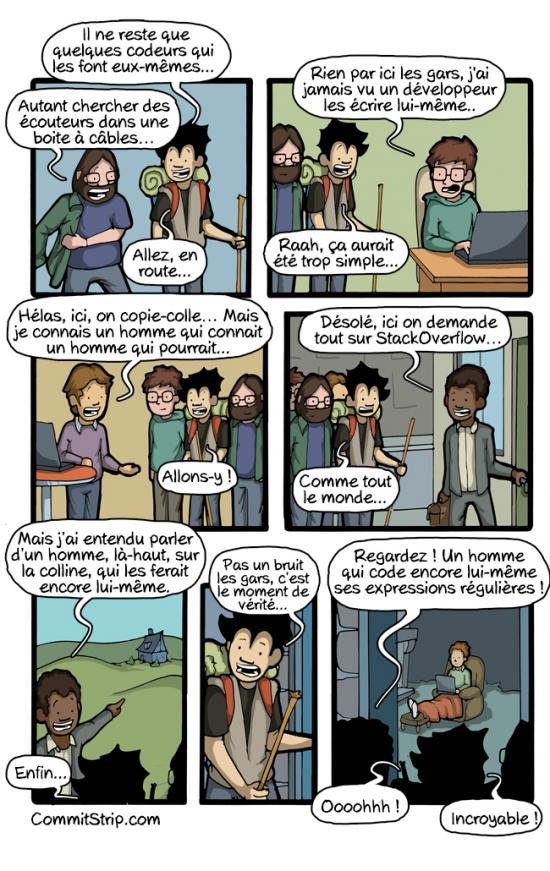 Il ne reste que
quelques codeurs qui
les font eux-mêmes...
Autant chercher des
écouteurs dans une
boite à câbles...
Allez, en
route...
Rien par ici les gars, j'ai
jamais vu un développeur
les écrire lui-même..
Raah, ça aurait
été trop simple...
Hélas, ici, on copie-colle... Mais
je connais un homme qui connait
un homme qui pourrait...
Allons-y !
Désolé, ici on demande
tout sur StackOverflow...
Comme tout
le monde...
Mais j'ai entendu parler
d'un homme, là-haut, sur
la colline, qui les ferait
encore lui-même.
Enfin...
Pas un bruit
les gars, c'est
le moment de
vérité...
Regardez ! Un homme
qui code encore lui-même
ses expressions régulières !
Oooohhh !
Incroyable !
CommitStrip.com